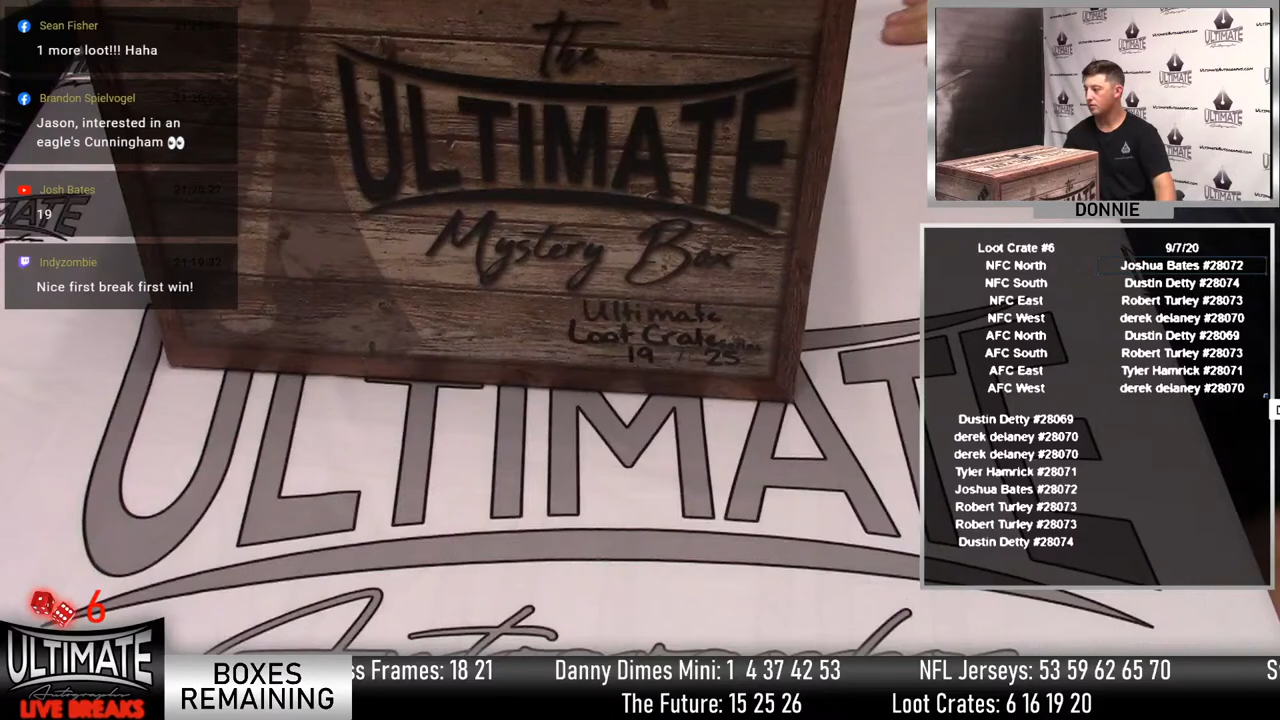 Sean Fisher
1 more loot!!! Haha
Brandon Spielvogel
Jason, interested in an
eagle's Cunningham 👀
Josh Bates
19
Indyzombie
21:19:32
Nice first break first win!
The
ULTIMATE
Mystery Box
Ultimate
Loot Crate
19 / 25
ULTIMATE
Autographs
ULTIMATE
DONNIE
Loot Crate #6 9/7/20
NFC North Joshua Bates #28072
NFC South Dustin Detty #28074
NFC East Robert Turley #28073
NFC West derek delaney #28070
AFC North Dustin Detty #28069
AFC South Robert Turley #28073
AFC East Tyler Hamrick #28071
AFC West derek delaney #28070
Dustin Detty #28069
derek delaney #28070
derek delaney #28070
Tyler Hamrick #28071
Joshua Bates #28072
Robert Turley #28073
Robert Turley #28073
Dustin Detty #28074
6
ULTIMATE
Autographs
LIVE BREAKS
BOXES
REMAINING
ss Frames: 18 21 Danny Dimes Mini: 1 4 37 42 53 NFL Jerseys: 53 59 62 65 70 S
The Future: 15 25 26 Loot Crates: 6 16 19 20